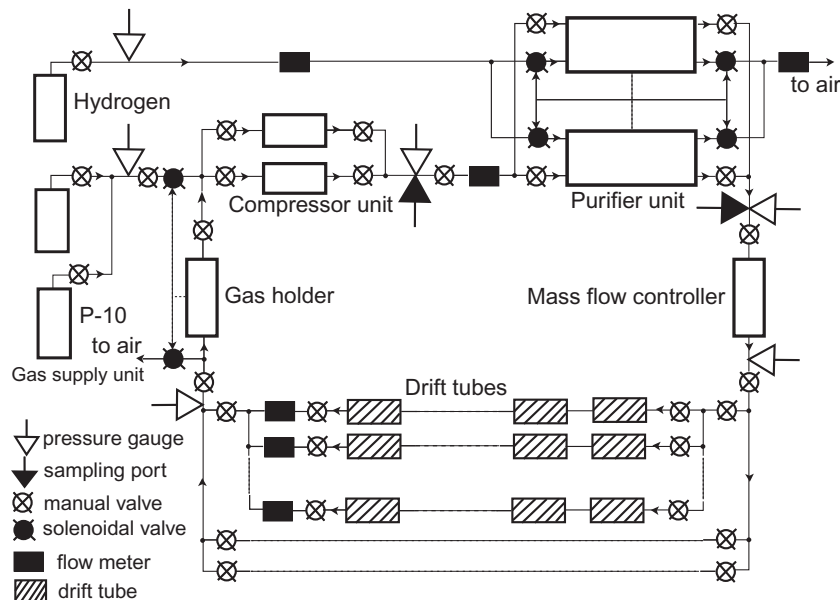 Hydrogen
to air
Compressor unit
Purifier unit
Gas holder
Mass flow controller
P-10
to air
Gas supply unit
Drift tubes
pressure gauge
sampling port
manual valve
solenoidal valve
flow meter
drift tube